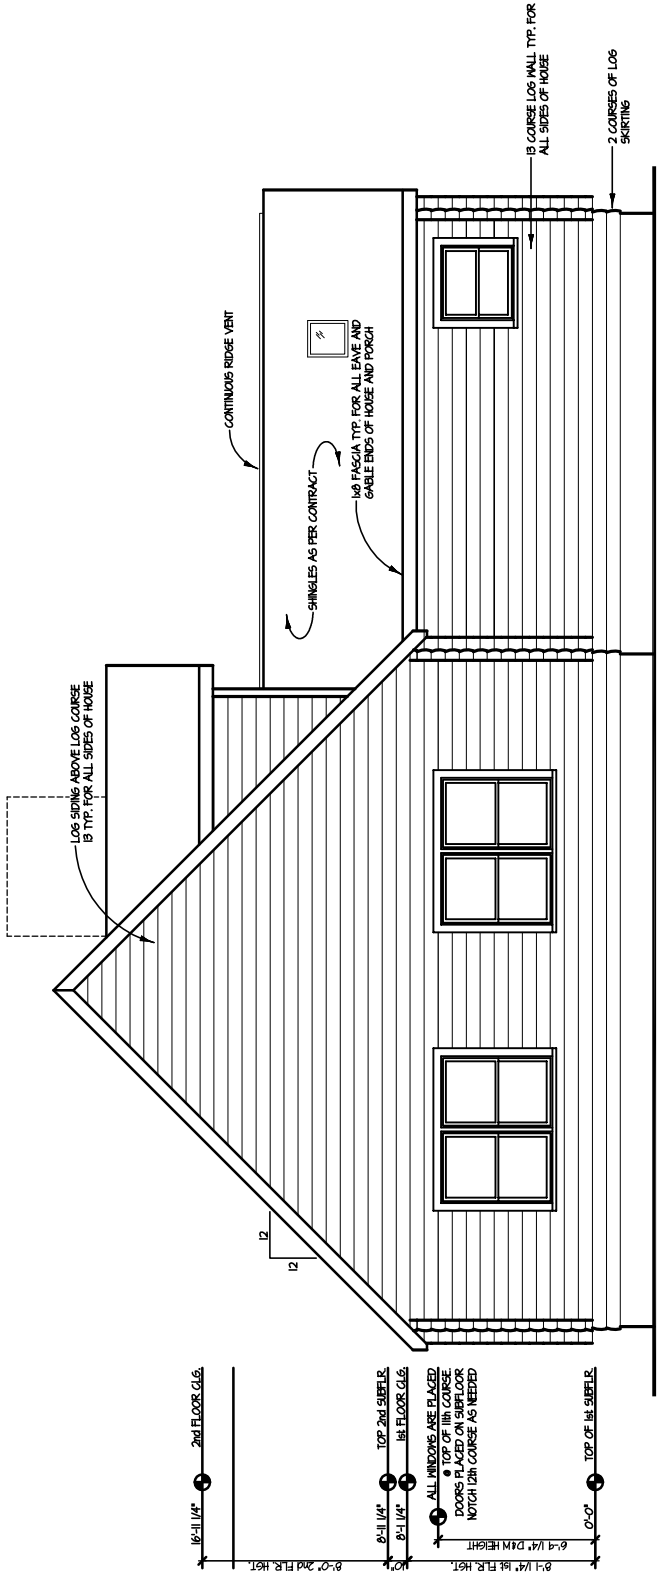 13 COURSE LOG WALL TYP. FOR
ALL SIDES OF HOUSE
2 COURSES OF LOG
SKIRTING
CONTINUOUS RIDGE VENT
1x8 FASCIA TYP. FOR ALL EAVE AND
GABLE ENDS OF HOUSE AND PORCH
SHINGLES AS PER CONTRACT
LOG SIDING ABOVE LOG COURSE
13 TYP. FOR ALL SIDES OF HOUSE
12
12
2nd FLOOR CLG.
16'-11 1/4"
TOP 2nd SUBFLR.
8'-11 1/4"
1st FLOOR CLG.
8'-1 1/4"
ALL WINDOWS ARE PLACED
@ TOP OF 11th COURSE.
DOORS PLACED ON SUBFLOOR
NOTCH 12th COURSE AS NEEDED
TOP OF 1st SUBFLR.
0'-0"
8'-0" 2nd FLR. HGT.
10"
8'-1 1/4" 1st FLR. HGT.
6'-9 1/4" D&W HEIGHT